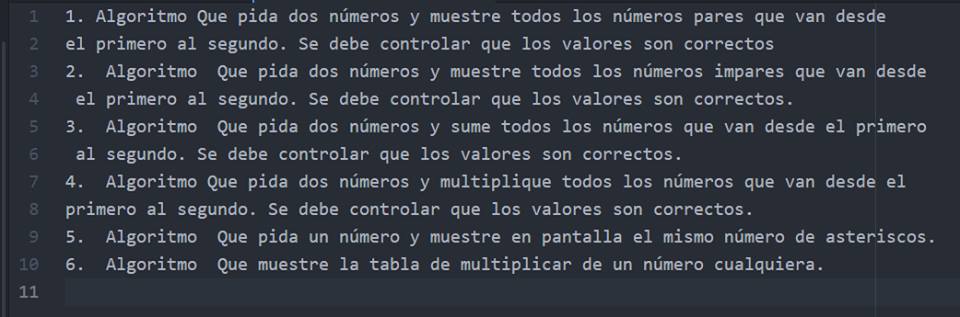 1 1. Algoritmo Que pida dos números y muestre todos los números pares que van desde
2 el primero al segundo. Se debe controlar que los valores son correctos
3 2.  Algoritmo  Que pida dos números y muestre todos los números impares que van desde
4  el primero al segundo. Se debe controlar que los valores son correctos.
5 3.  Algoritmo  Que pida dos números y sume todos los números que van desde el primero
6  al segundo. Se debe controlar que los valores son correctos.
7 4.  Algoritmo Que pida dos números y multiplique todos los números que van desde el
8 primero al segundo. Se debe controlar que los valores son correctos.
9 5.  Algoritmo  Que pida un número y muestre en pantalla el mismo número de asteriscos.
10 6.  Algoritmo  Que muestre la tabla de multiplicar de un número cualquiera.
11